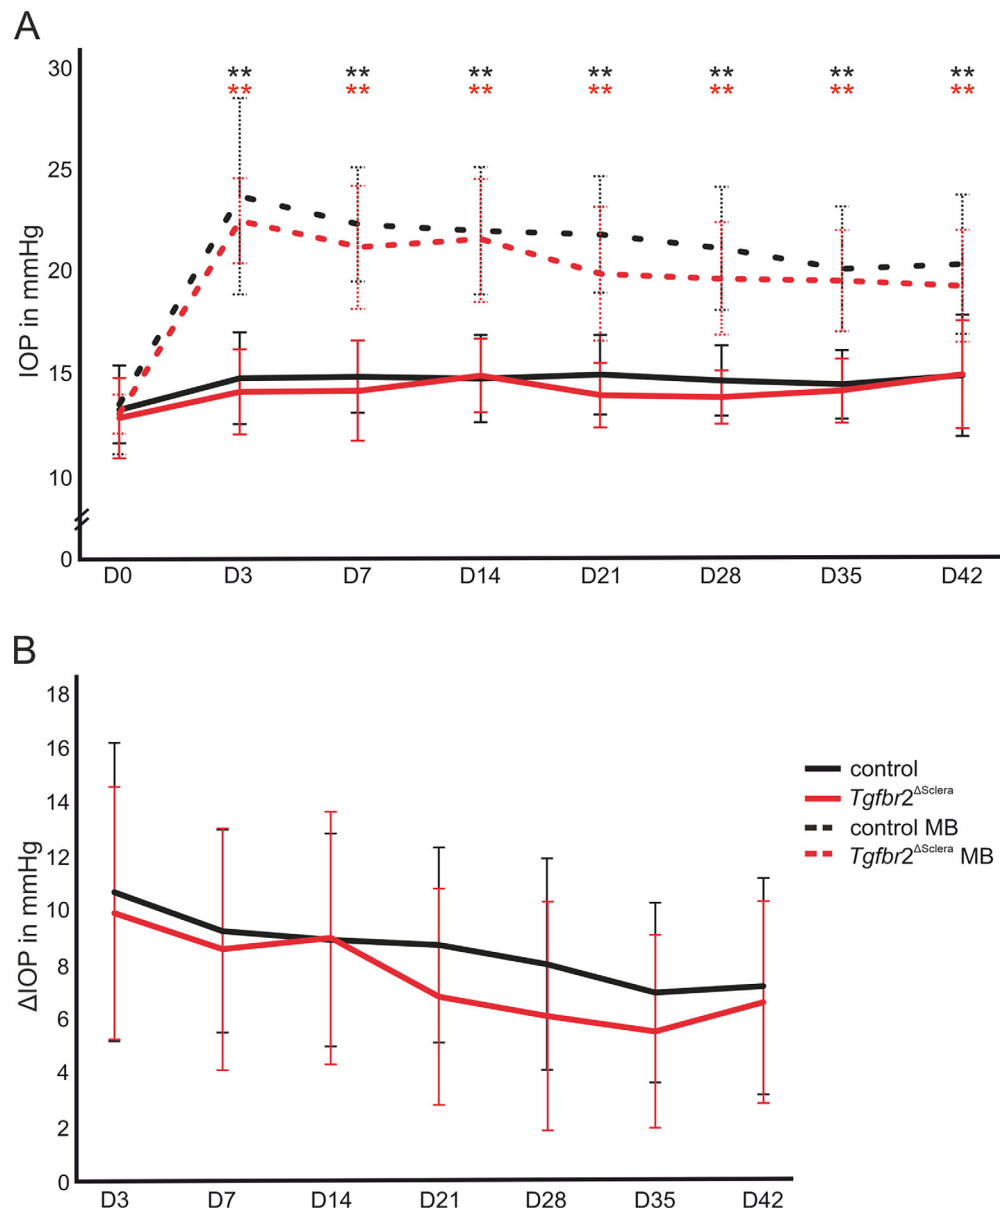 A
IOP in mmHg
30
25
20
15
10
0
** ** ** ** ** ** **
** ** ** ** ** ** **
D0 D3 D7 D14 D21 D28 D35 D42
B
ΔIOP in mmHg
18
16
14
12
10
8
6
4
2
0
D3 D7 D14 D21 D28 D35 D42
control
Tgfbr2ΔSclera
control MB
Tgfbr2ΔSclera MB